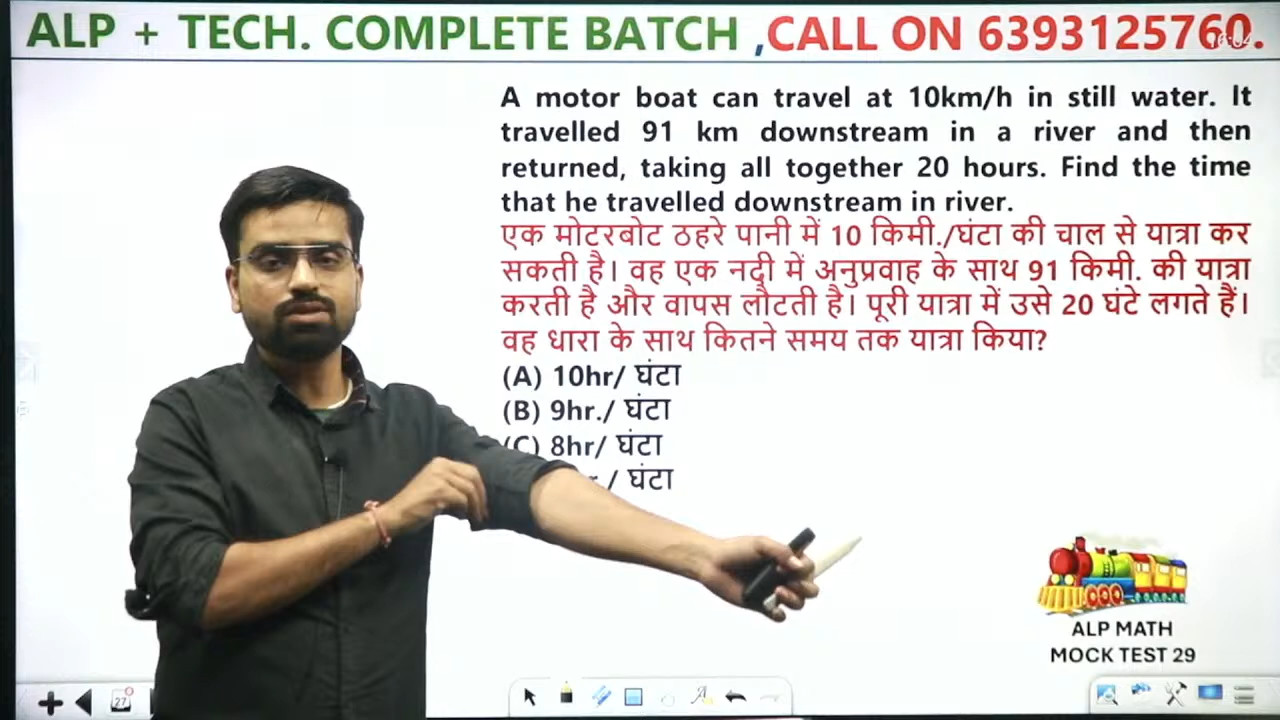 ALP + TECH. COMPLETE BATCH ,CALL ON 6393125760.
A motor boat can travel at 10km/h in still water. It
travelled 91 km downstream in a river and then
returned, taking all together 20 hours. Find the time
that he travelled downstream in river.
एक मोटरबोट ठहरे पानी में 10 किमी./घंटा की चाल से यात्रा कर
सकती है। वह एक नदी में अनुप्रवाह के साथ 91 किमी. की यात्रा
करती है और वापस लौटती है। पूरी यात्रा में उसे 20 घंटे लगते हैं।
वह धारा के साथ कितने समय तक यात्रा किया?
(A) 10hr/ घंटा
(B) 9hr./ घंटा
(C) 8hr/ घंटा
/ घंटा
ALP MATH
MOCK TEST 29
27